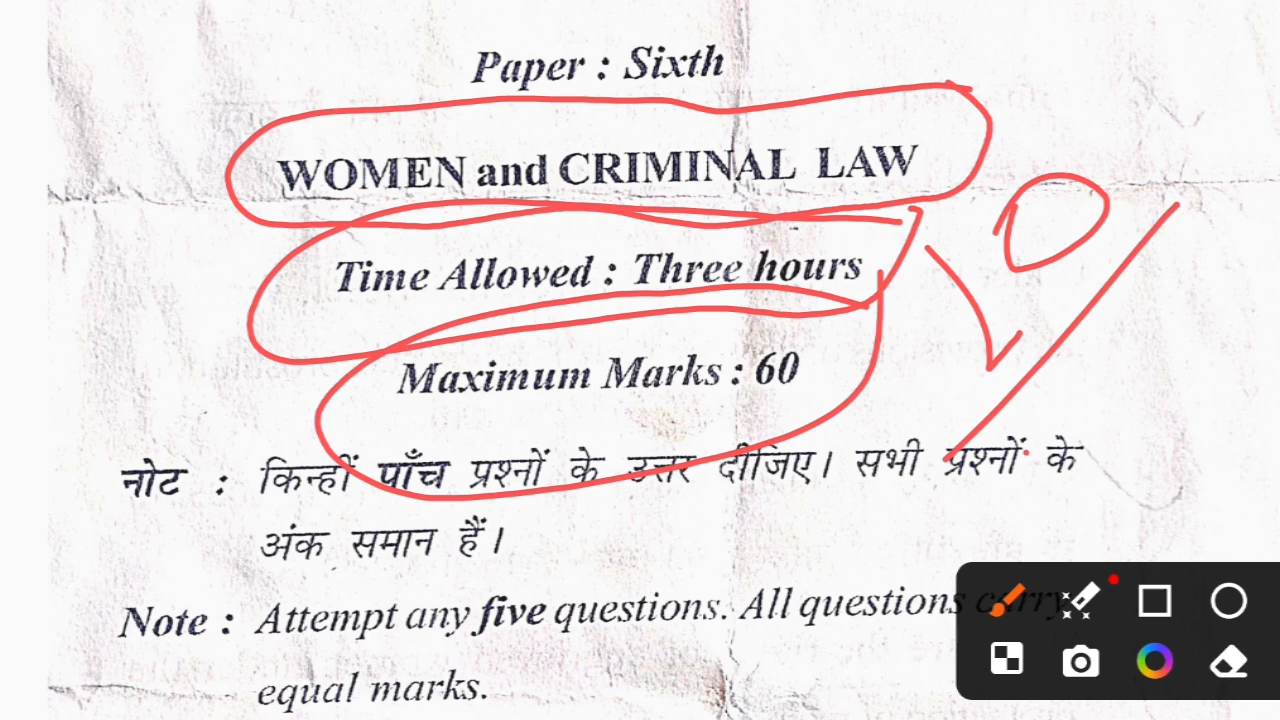 Paper : Sixth
WOMEN and CRIMINAL LAW
Time Allowed : Three hours
Maximum Marks : 60
नोट : किन्हीं पाँच प्रश्नों के उत्तर दीजिए। सभी प्रश्नों के
अंक समान हैं।
Note : Attempt any five questions. All questions carry
equal marks.